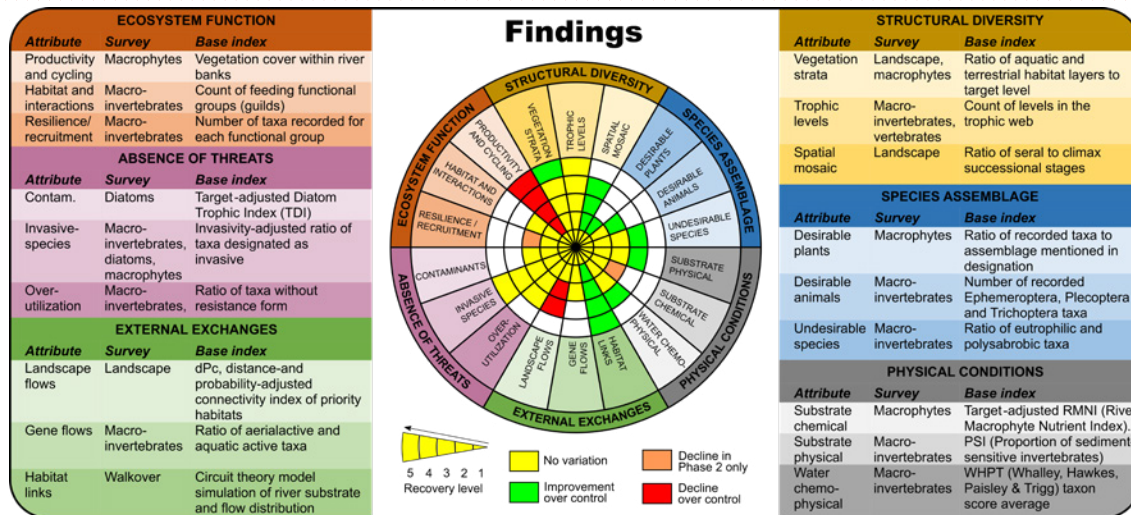 ECOSYSTEM FUNCTION
Attribute Survey Base index
Productivity Macrophytes Vegetation cover within river
and cycling banks
Habitat and Macro- Count of feeding functional
interactions invertebrates groups (guilds)
Resilience/ Macro- Number of taxa recorded for
recruitment invertebrates each functional group
ABSENCE OF THREATS
Attribute Survey Base index
Contam. Diatoms Target-adjusted Diatom
Trophic Index (TDI)
Invasive- Macro- Invasivity-adjusted ratio of
species invertebrates, taxa designated as
diatoms, invasive
macrophytes
Over- Macro- Ratio of taxa without
utilization invertebrates, resistance form
EXTERNAL EXCHANGES
Attribute Survey Base index
Landscape Landscape dPc, distance-and
flows probability-adjusted
connectivity index of priority
habitats
Gene flows Macro- Ratio of aerialactive and
invertebrates aquatic active taxa
Habitat Walkover Circuit theory model
links simulation of river substrate
and flow distribution
Findings
STRUCTURAL DIVERSITY
SPECIES ASSEMBLAGE
PHYSICAL CONDITIONS
EXTERNAL EXCHANGES
ABSENCE OF THREATS
ECOSYSTEM FUNCTION
VEGETATION
STRATA
TROPHIC
LEVELS
SPATIAL
MOSAIC
DESIRABLE
PLANTS
DESIRABLE
ANIMALS
UNDESIRABLE
SPECIES
SUBSTRATE
PHYSICAL
SUBSTRATE
CHEMICAL
WATER CHEMO-
PHYSICAL
HABITAT
LINKS
GENE
FLOWS
LANDSCAPE
FLOWS
OVER-
UTILIZATION
INVASIVE
SPECIES
CONTAMINANTS
RESILIENCE /
RECRUITMENT
HABITAT AND
INTERACTIONS
PRODUCTIVITY
AND CYCLING
5 4 3 2 1
Recovery level
No variation
Improvement
over control
Decline in
Phase 2 only
Decline
over control
STRUCTURAL DIVERSITY
Attribute Survey Base index
Vegetation Landscape, Ratio of aquatic and
strata macrophytes terrestrial habitat layers to
target level
Trophic Macro- Count of levels in the
levels invertebrates, trophic web
vertebrates
Spatial Landscape Ratio of seral to climax
mosaic successional stages
SPECIES ASSEMBLAGE
Attribute Survey Base index
Desirable Macrophytes Ratio of recorded taxa to
plants assemblage mentioned in
designation
Desirable Macro- Number of recorded
animals invertebrates Ephemeroptera, Plecoptera
and Trichoptera taxa
Undesirable Macro- Ratio of eutrophilic and
species invertebrates polysabrobic taxa
PHYSICAL CONDITIONS
Attribute Survey Base index
Substrate Macrophytes Target-adjusted RMNI (Rive
chemical Macrophyte Nutrient Index).
Substrate Macro- PSI (Proportion of sediment
physical invertebrates sensitive invertebrates)
Water Macro- WHPT (Whalley, Hawkes,
chemo- invertebrates Paisley & Trigg) taxon
physical score average